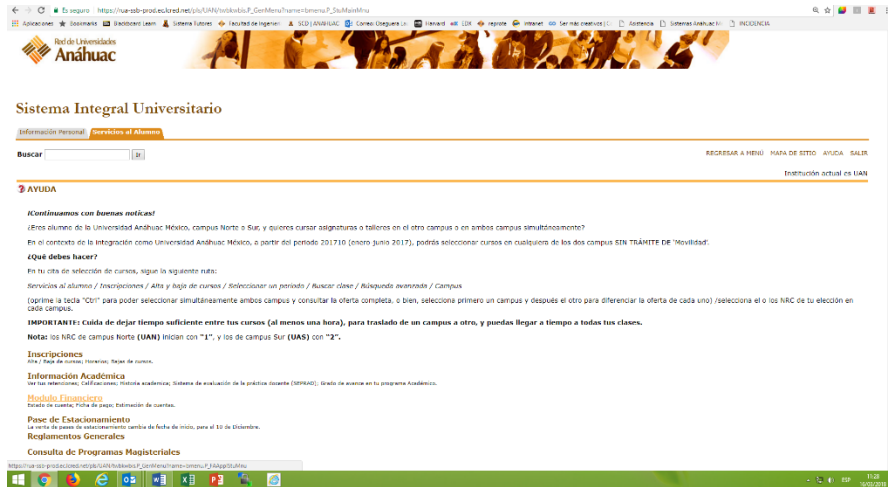 Es seguro https://rua-ssb-prod.ec.lcred.net/pls/UAN/twbkwbis.P_GenMenu?name=bmenu.P_StuMainMnu
Aplicaciones Bookmarks Blackboard Learn Sistema Tutores Facultad de Ingenieri SCD | ANAHUAC Correo Oseguera Harvard EDX reprote intranet Ser más creativos | C Asistencia Sistemas Anahuac INCIDENCIA
Red de Universidades
Anáhuac
Sistema Integral Universitario
Información Personal Servicios al Alumno
Buscar Ir
REGRESAR A MENÚ MAPA DE SITIO AYUDA SALIR
Institución actual es UAN
AYUDA
¡Continuamos con buenas noticas!
¿Eres alumno de la Universidad Anáhuac México, campus Norte o Sur, y quieres cursar asignaturas o talleres en el otro campus o en ambos campus simultáneamente?
En el contexto de la integración como Universidad Anáhuac México, a partir del periodo 201710 (enero junio 2017), podrás seleccionar cursos en cualquiera de los dos campus SIN TRÁMITE DE 'Movilidad'.
¿Qué debes hacer?
En tu cita de selección de cursos, sigue la siguiente ruta:
Servicios al alumno / Inscripciones / Alta y baja de cursos / Seleccionar un periodo / Buscar clase / Búsqueda avanzada / Campus
(oprime la tecla "Ctrl" para poder seleccionar simultáneamente ambos campus y consultar la oferta completa, o bien, selecciona primero un campus y después el otro para diferenciar la oferta de cada uno) /selecciona el o los NRC de tu elección en
cada campus.
IMPORTANTE: Cuida de dejar tiempo suficiente entre tus cursos (al menos una hora), para traslado de un campus a otro, y puedas llegar a tiempo a todas tus clases.
Nota: los NRC de campus Norte (UAN) inician con "1", y los de campus Sur (UAS) con "2".
Inscripciones
Alta / Baja de cursos; Horarios; Bajas de cursos.
Información Académica
Ver tus retenciones; Calificaciones; Historia academica; Sistema de evaluación de la práctica docente (SEPRAD); Grado de avance en tu programa Académico.
Modulo Financiero
Estado de cuenta; Ficha de pago; Estimación de cuentas.
Pase de Estacionamiento
La venta de pases de estacionamiento cambia de fecha de inicio, para el 10 de Diciembre.
Reglamentos Generales
Consulta de Programas Magisteriales
ESP
11:28